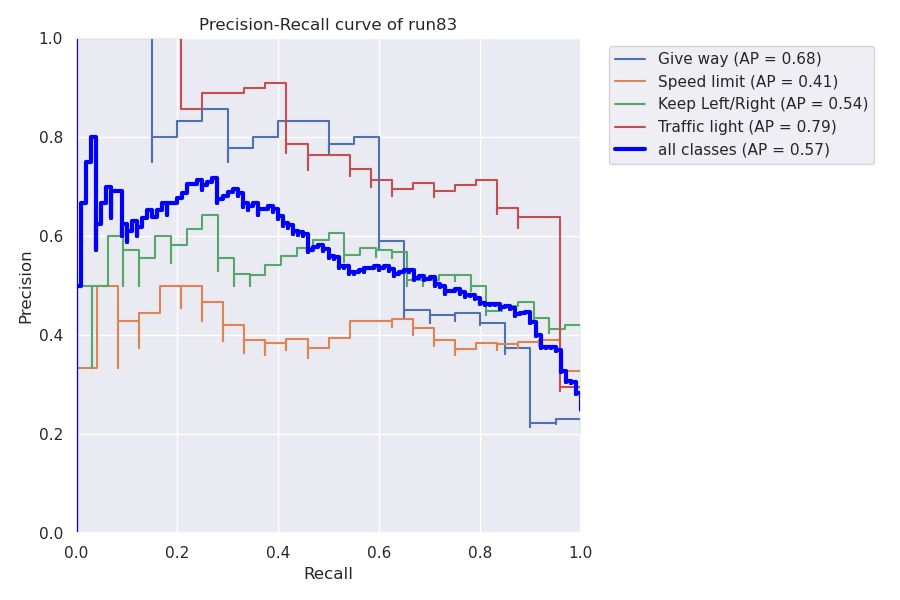 Precision-Recall curve of run83
1.0
0.8
0.6
0.4
0.2
0.0
Precision
0.0 0.2 0.4 0.6 0.8 1.0
Recall
Give way (AP = 0.68)
Speed limit (AP = 0.41)
Keep Left/Right (AP = 0.54)
Traffic light (AP = 0.79)
all classes (AP = 0.57)